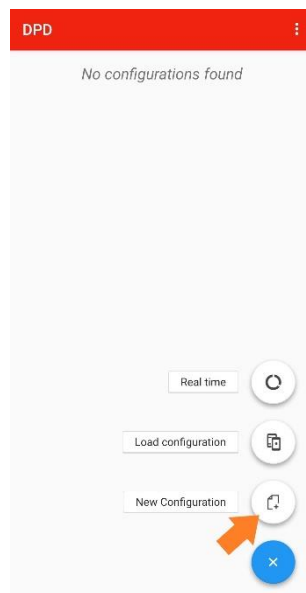 DPD
No configurations found
Real time
Load configuration
New Configuration